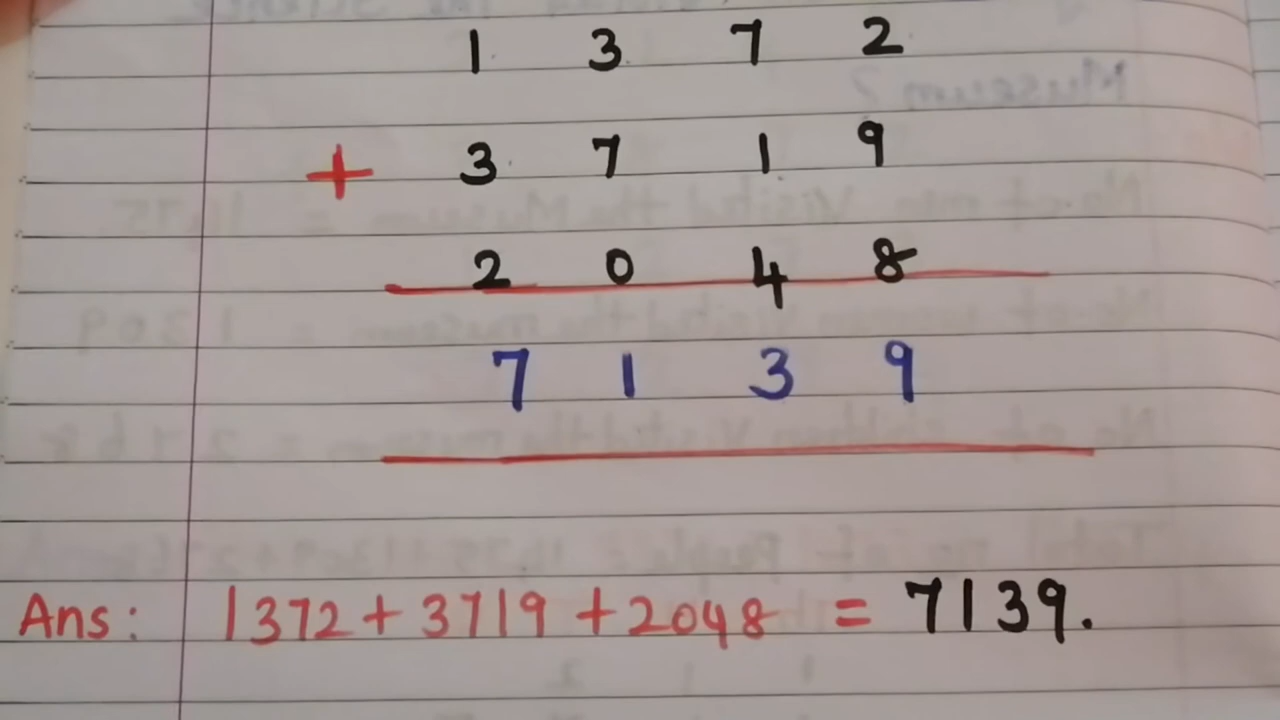 1 3 7 2
+ 3 7 1 9
2 0 4 8
7 1 3 9
Ans: 1372 + 3719 + 2048 = 7139.